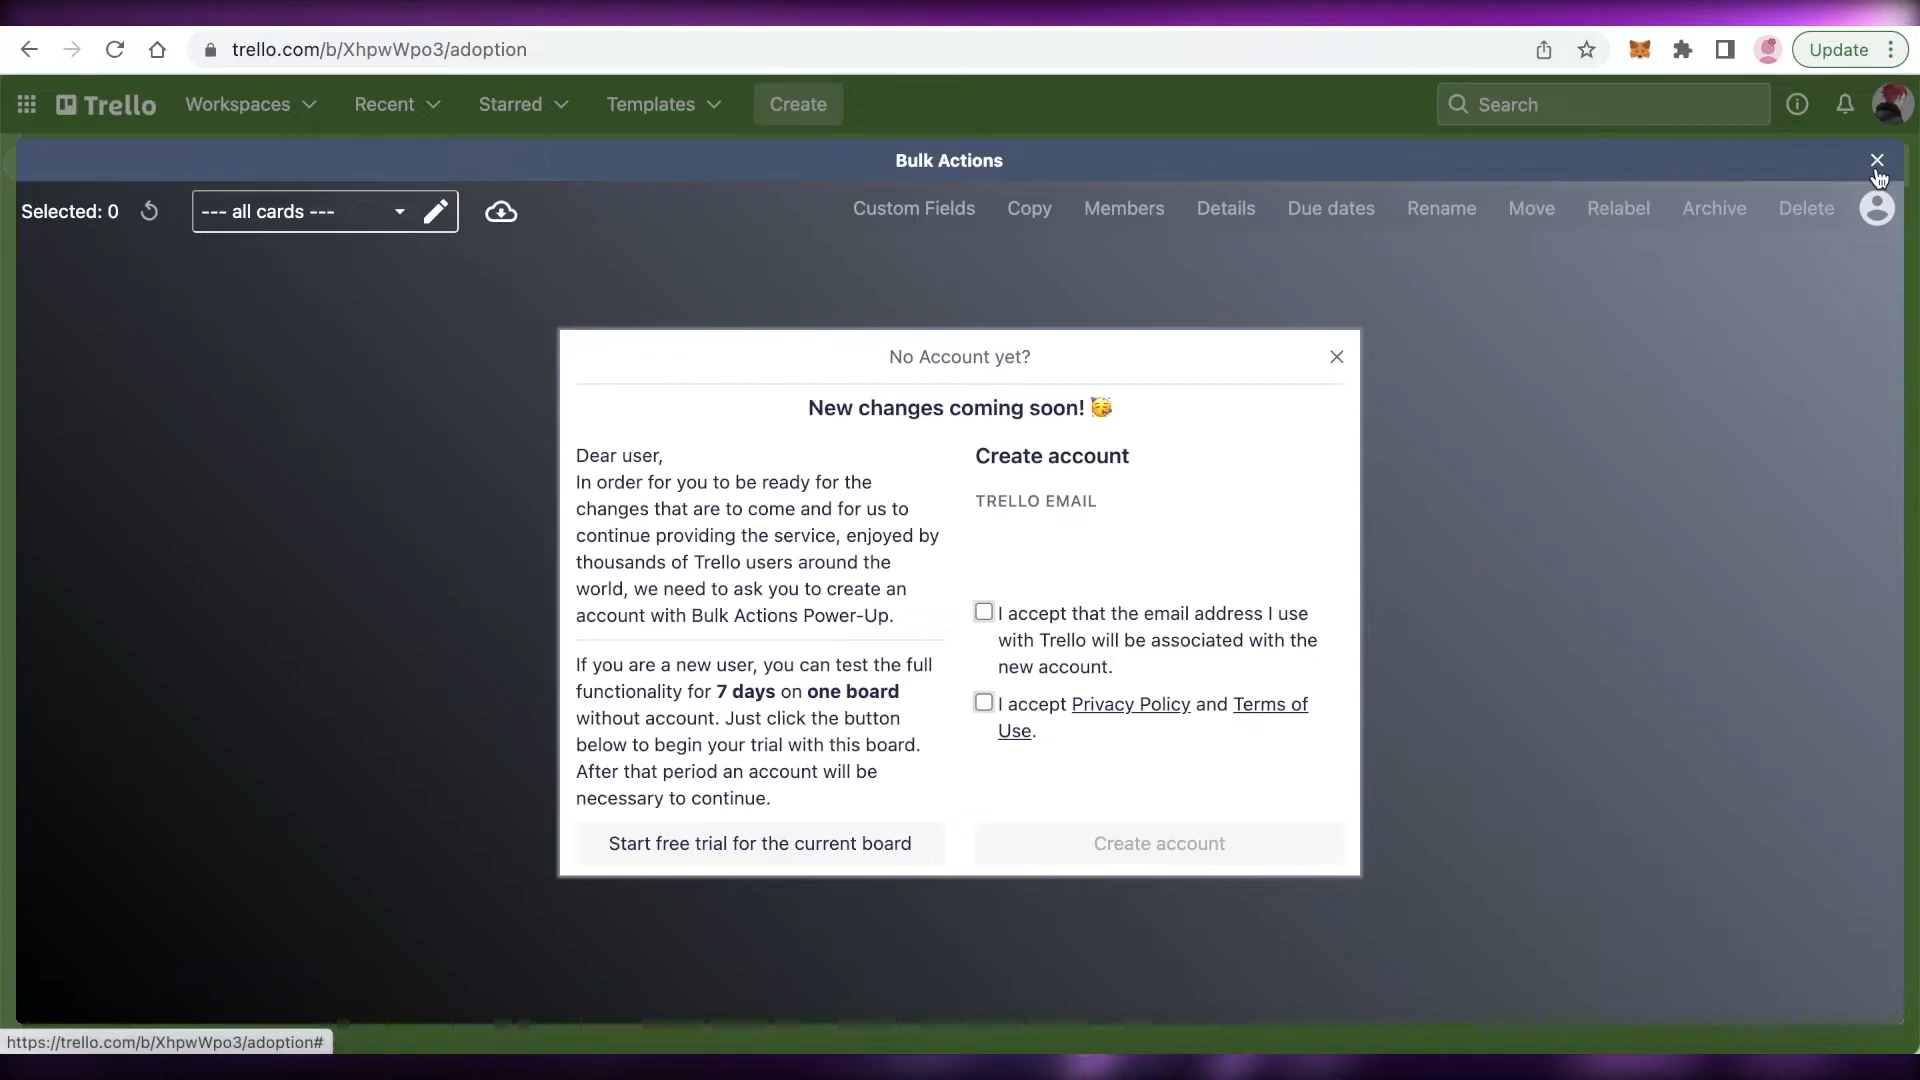 trello.com/b/XhpwWpo3/adoption
Update
Trello
Workspaces
Recent
Starred
Templates
Create
Search
Bulk Actions
Selected: 0
--- all cards ---
Custom Fields
Copy
Members
Details
Due dates
Rename
Move
Relabel
Archive
Delete
No Account yet?
New changes coming soon! 🥳
Dear user,
In order for you to be ready for the
changes that are to come and for us to
continue providing the service, enjoyed by
thousands of Trello users around the
world, we need to ask you to create an
account with Bulk Actions Power-Up.
If you are a new user, you can test the full
functionality for 7 days on one board
without account. Just click the button
below to begin your trial with this board.
After that period an account will be
necessary to continue.
Start free trial for the current board
Create account
TRELLO EMAIL
I accept that the email address I use
with Trello will be associated with the
new account.
I accept Privacy Policy and Terms of
Use.
Create account
https://trello.com/b/XhpwWpo3/adoption#